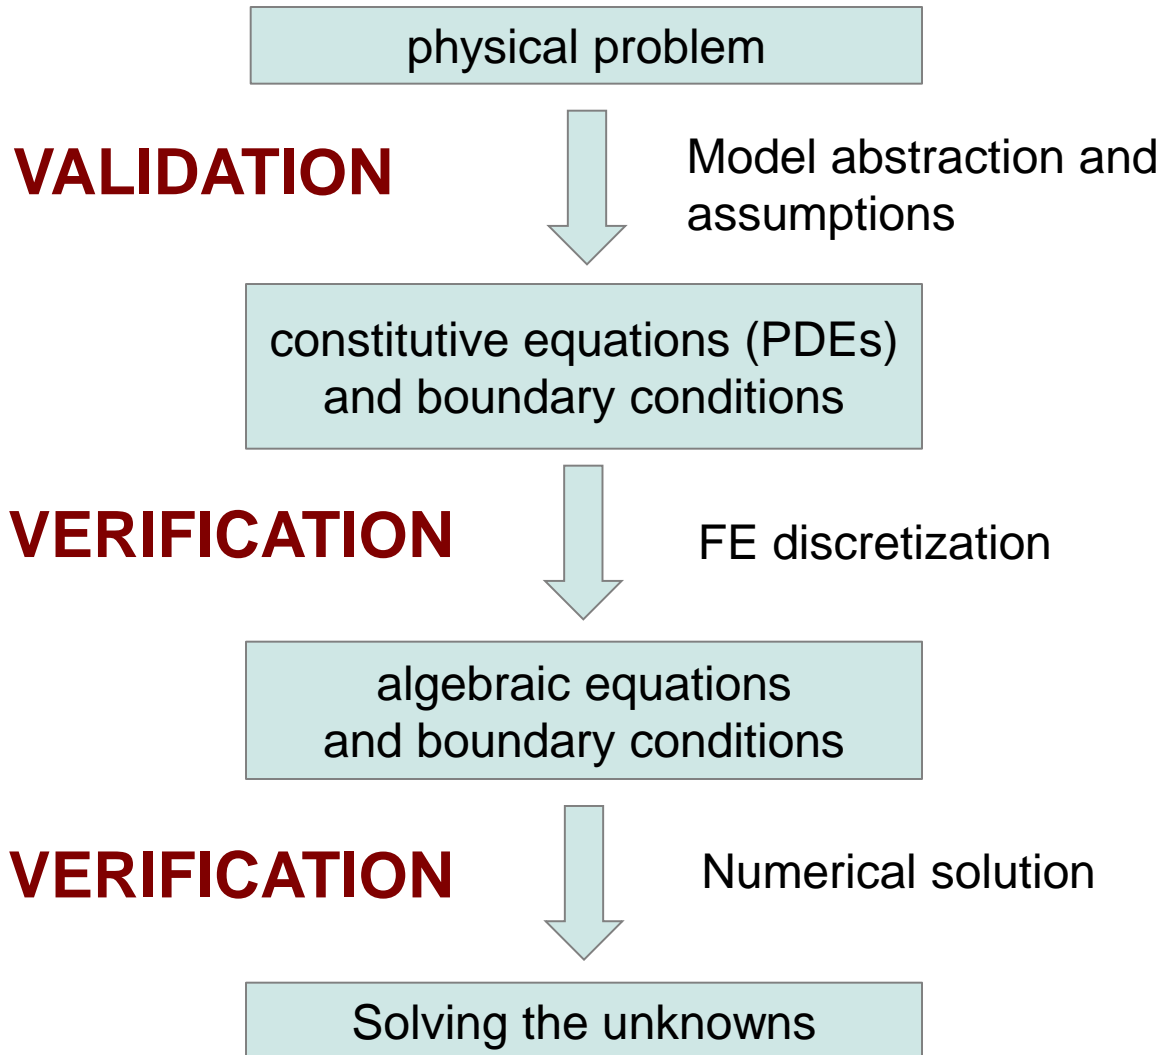 physical problem
VALIDATION
Model abstraction and
assumptions
constitutive equations (PDEs)
and boundary conditions
VERIFICATION
FE discretization
algebraic equations
and boundary conditions
VERIFICATION
Numerical solution
Solving the unknowns